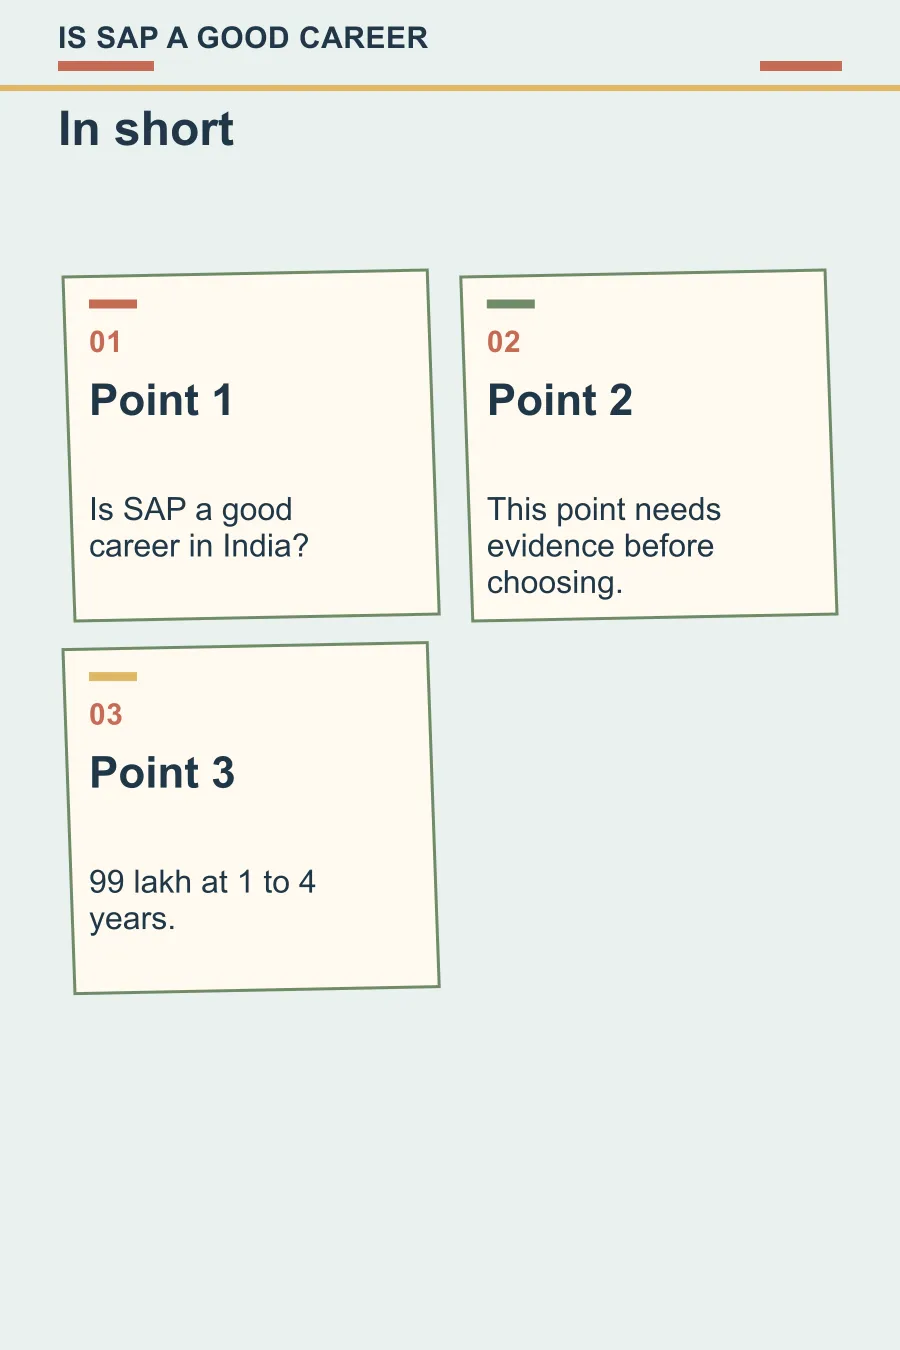 IS SAP A GOOD CAREER
In short
01
Point 1
Is SAP a good
career in India?
02
Point 2
This point needs
evidence before
choosing.
03
Point 3
99 lakh at 1 to 4
years.